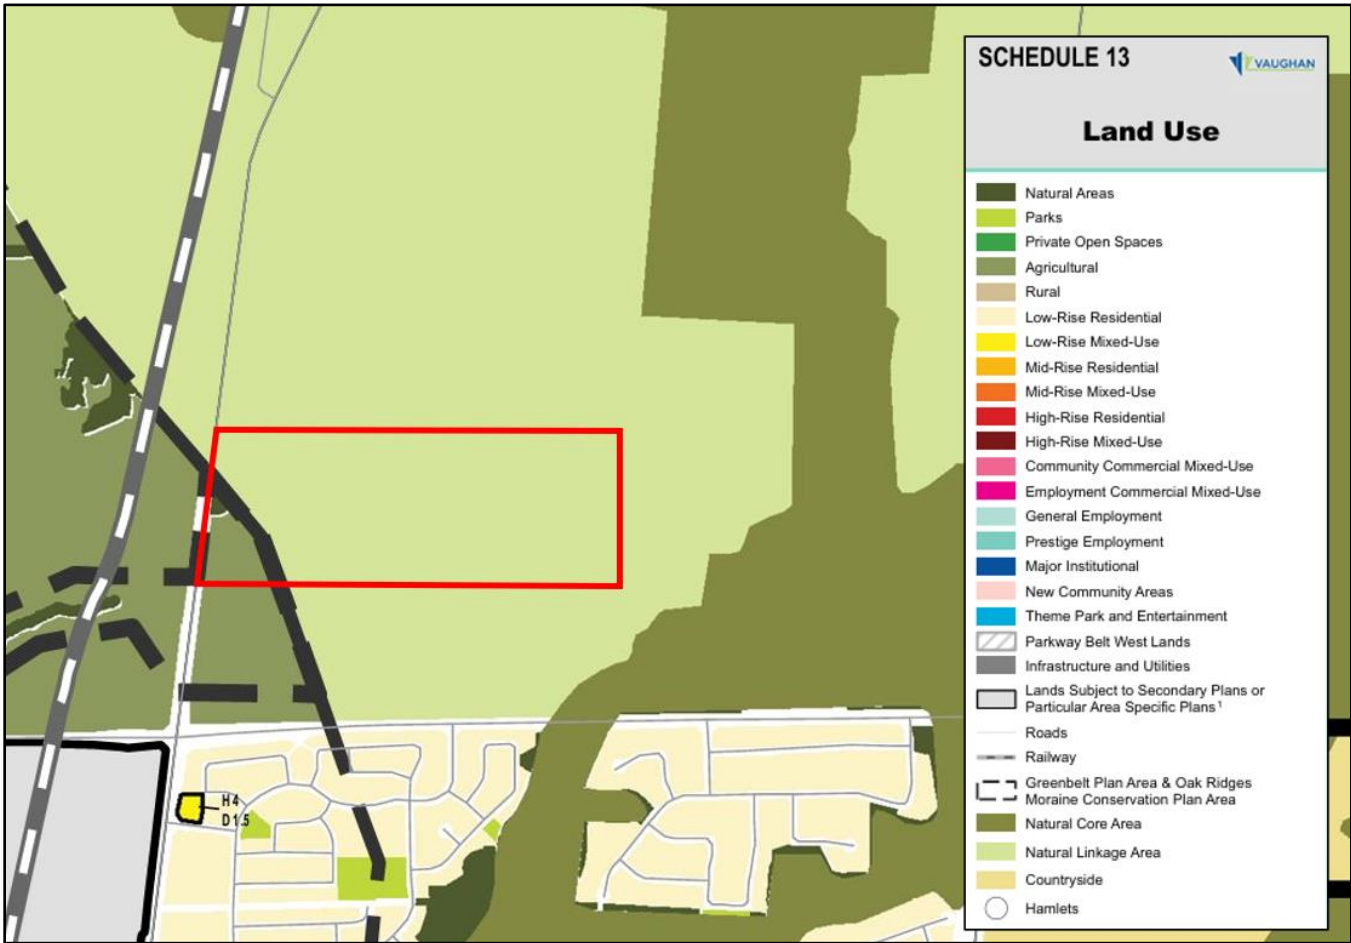 SCHEDULE 13
VAUGHAN
Land Use
Natural Areas
Parks
Private Open Spaces
Agricultural
Rural
Low-Rise Residential
Low-Rise Mixed-Use
Mid-Rise Residential
Mid-Rise Mixed-Use
High-Rise Residential
High-Rise Mixed-Use
Community Commercial Mixed-Use
Employment Commercial Mixed-Use
General Employment
Prestige Employment
Major Institutional
New Community Areas
Theme Park and Entertainment
Parkway Belt West Lands
Infrastructure and Utilities
Lands Subject to Secondary Plans or
Particular Area Specific Plans¹
Roads
Railway
Greenbelt Plan Area & Oak Ridges
Moraine Conservation Plan Area
Natural Core Area
Natural Linkage Area
Countryside
Hamlets
H 4
D 1.5